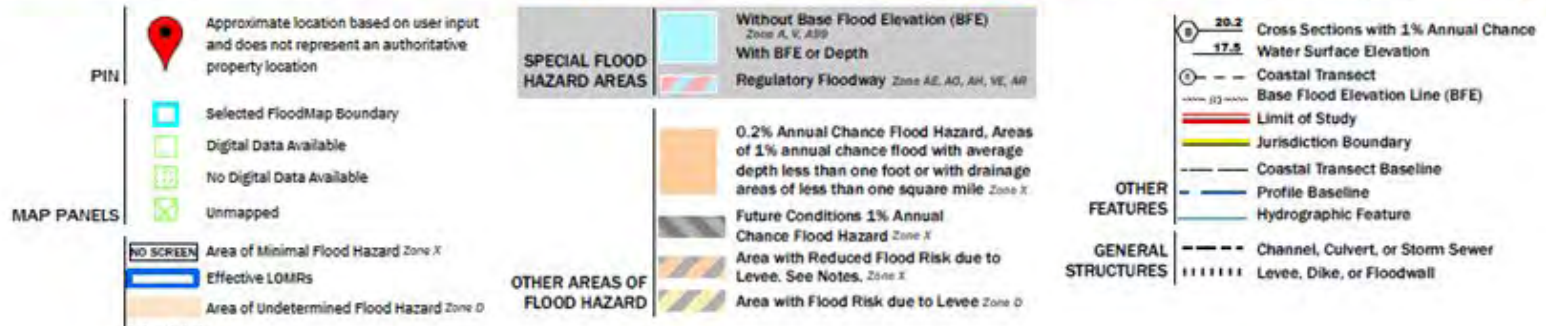 PIN
Approximate location based on user input
and does not represent an authoritative
property location
MAP PANELS
Selected FloodMap Boundary
Digital Data Available
No Digital Data Available
Unmapped
NO SCREEN Area of Minimal Flood Hazard Zone X
Effective LOMRs
Area of Undetermined Flood Hazard Zone D
SPECIAL FLOOD
HAZARD AREAS
Without Base Flood Elevation (BFE)
Zone A, V, A99
With BFE or Depth
Regulatory Floodway Zone AE, AO, AH, VE, AR
OTHER AREAS OF
FLOOD HAZARD
0.2% Annual Chance Flood Hazard, Areas
of 1% annual chance flood with average
depth less than one foot or with drainage
areas of less than one square mile Zone X
Future Conditions 1% Annual
Chance Flood Hazard Zone X
Area with Reduced Flood Risk due to
Levee. See Notes. Zone X
Area with Flood Risk due to Levee Zone D
OTHER
FEATURES
20.2 Cross Sections with 1% Annual Chance
17.5 Water Surface Elevation
Coastal Transect
Base Flood Elevation Line (BFE)
Limit of Study
Jurisdiction Boundary
Coastal Transect Baseline
Profile Baseline
Hydrographic Feature
GENERAL
STRUCTURES
Channel, Culvert, or Storm Sewer
Levee, Dike, or Floodwall